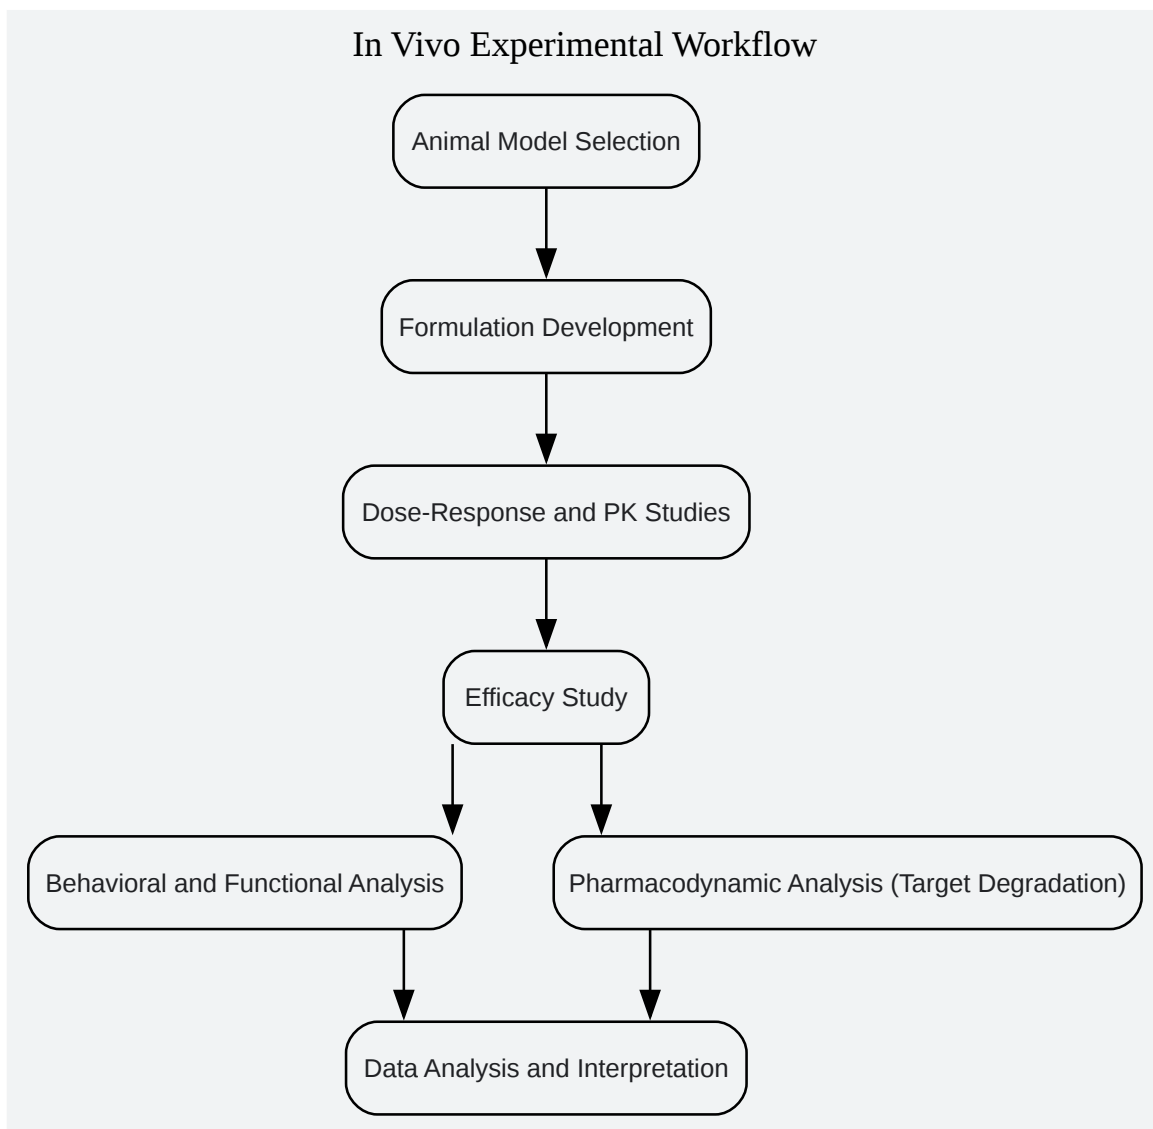 In Vivo Experimental Workflow
Animal Model Selection
Formulation Development
Dose-Response and PK Studies
Efficacy Study
Behavioral and Functional Analysis
Pharmacodynamic Analysis (Target Degradation)
Data Analysis and Interpretation